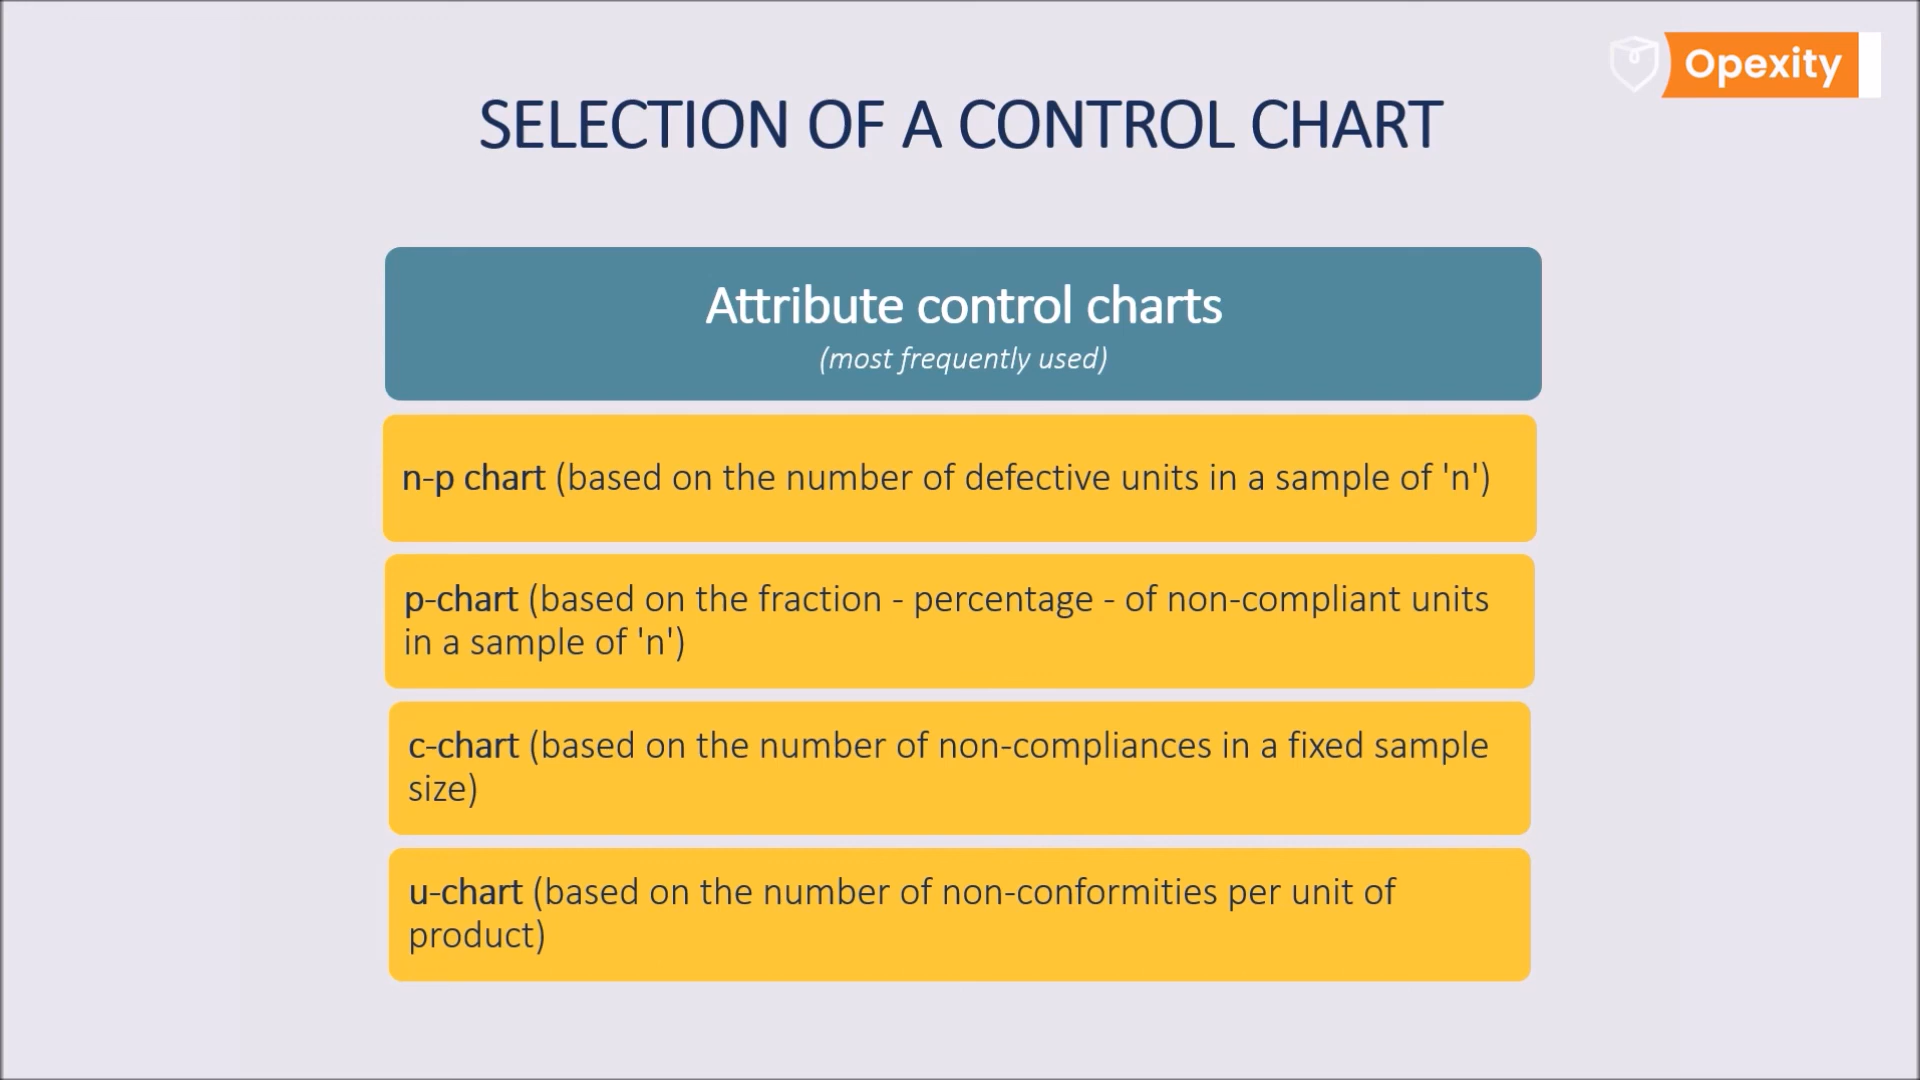 Opexity
SELECTION OF A CONTROL CHART
Attribute control charts
(most frequently used)
n-p chart (based on the number of defective units in a sample of 'n')
p-chart (based on the fraction - percentage - of non-compliant units
in a sample of 'n')
c-chart (based on the number of non-compliances in a fixed sample
size)
u-chart (based on the number of non-conformities per unit of
product)